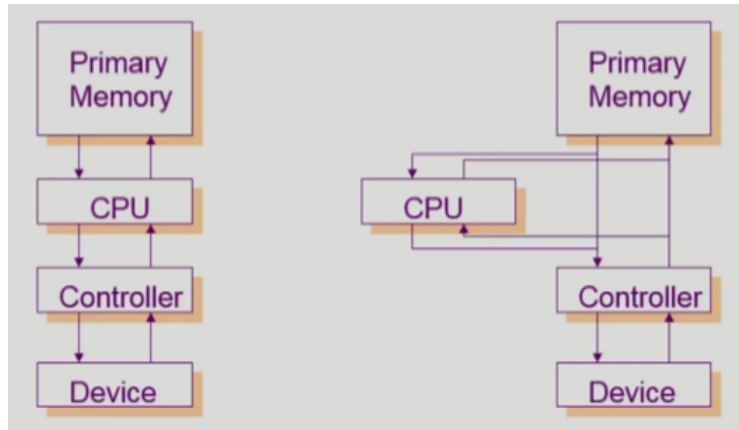 Primary
Memory
CPU
Controller
Device
Primary
Memory
CPU
Controller
Device